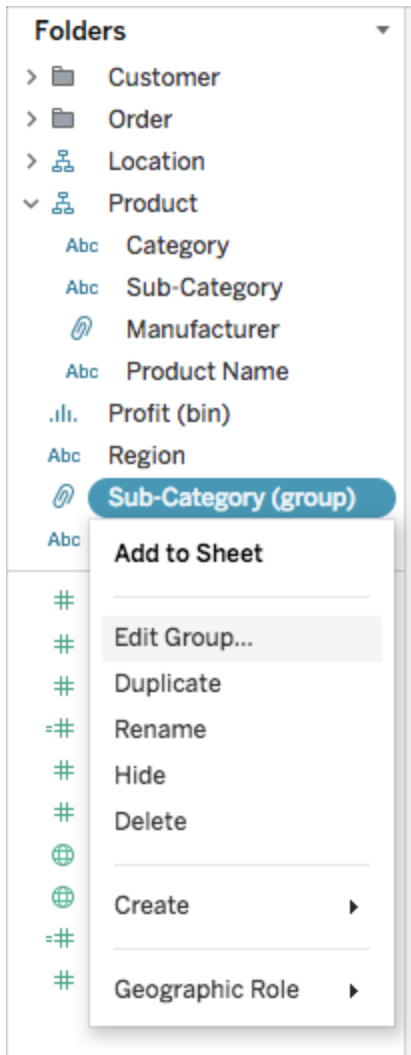 Folders
Customer
Order
Location
Product
Abc Category
Abc Sub-Category
Manufacturer
Abc Product Name
Profit (bin)
Abc Region
Sub-Category (group)
Abc
Add to Sheet
#
Edit Group...
#
Duplicate
#
Rename
=#
Hide
#
Delete
Create
=#
Geographic Role
#